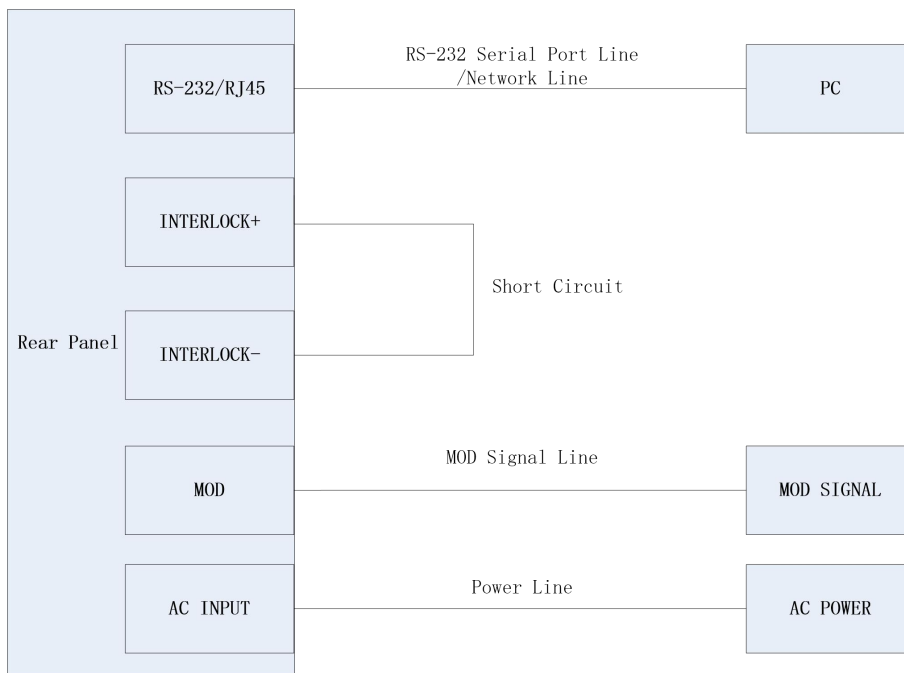 RS-232 Serial Port Line
/Network Line
RS-232/RJ45
PC
INTERLOCK+
Short Circuit
Rear Panel
INTERLOCK-
MOD Signal Line
MOD
MOD SIGNAL
Power Line
AC INPUT
AC POWER